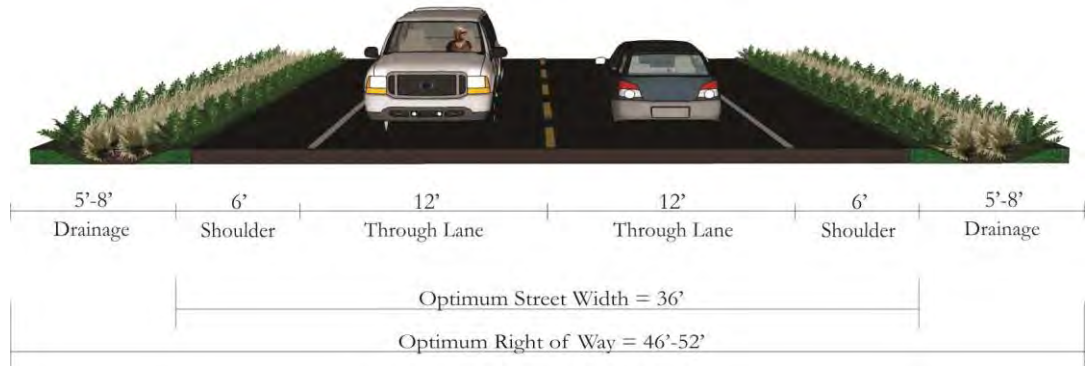 5'-8' 6' 12' 12' 6' 5'-8'
Drainage Shoulder Through Lane Through Lane Shoulder Drainage
Optimum Street Width = 36'
Optimum Right of Way = 46'-52'